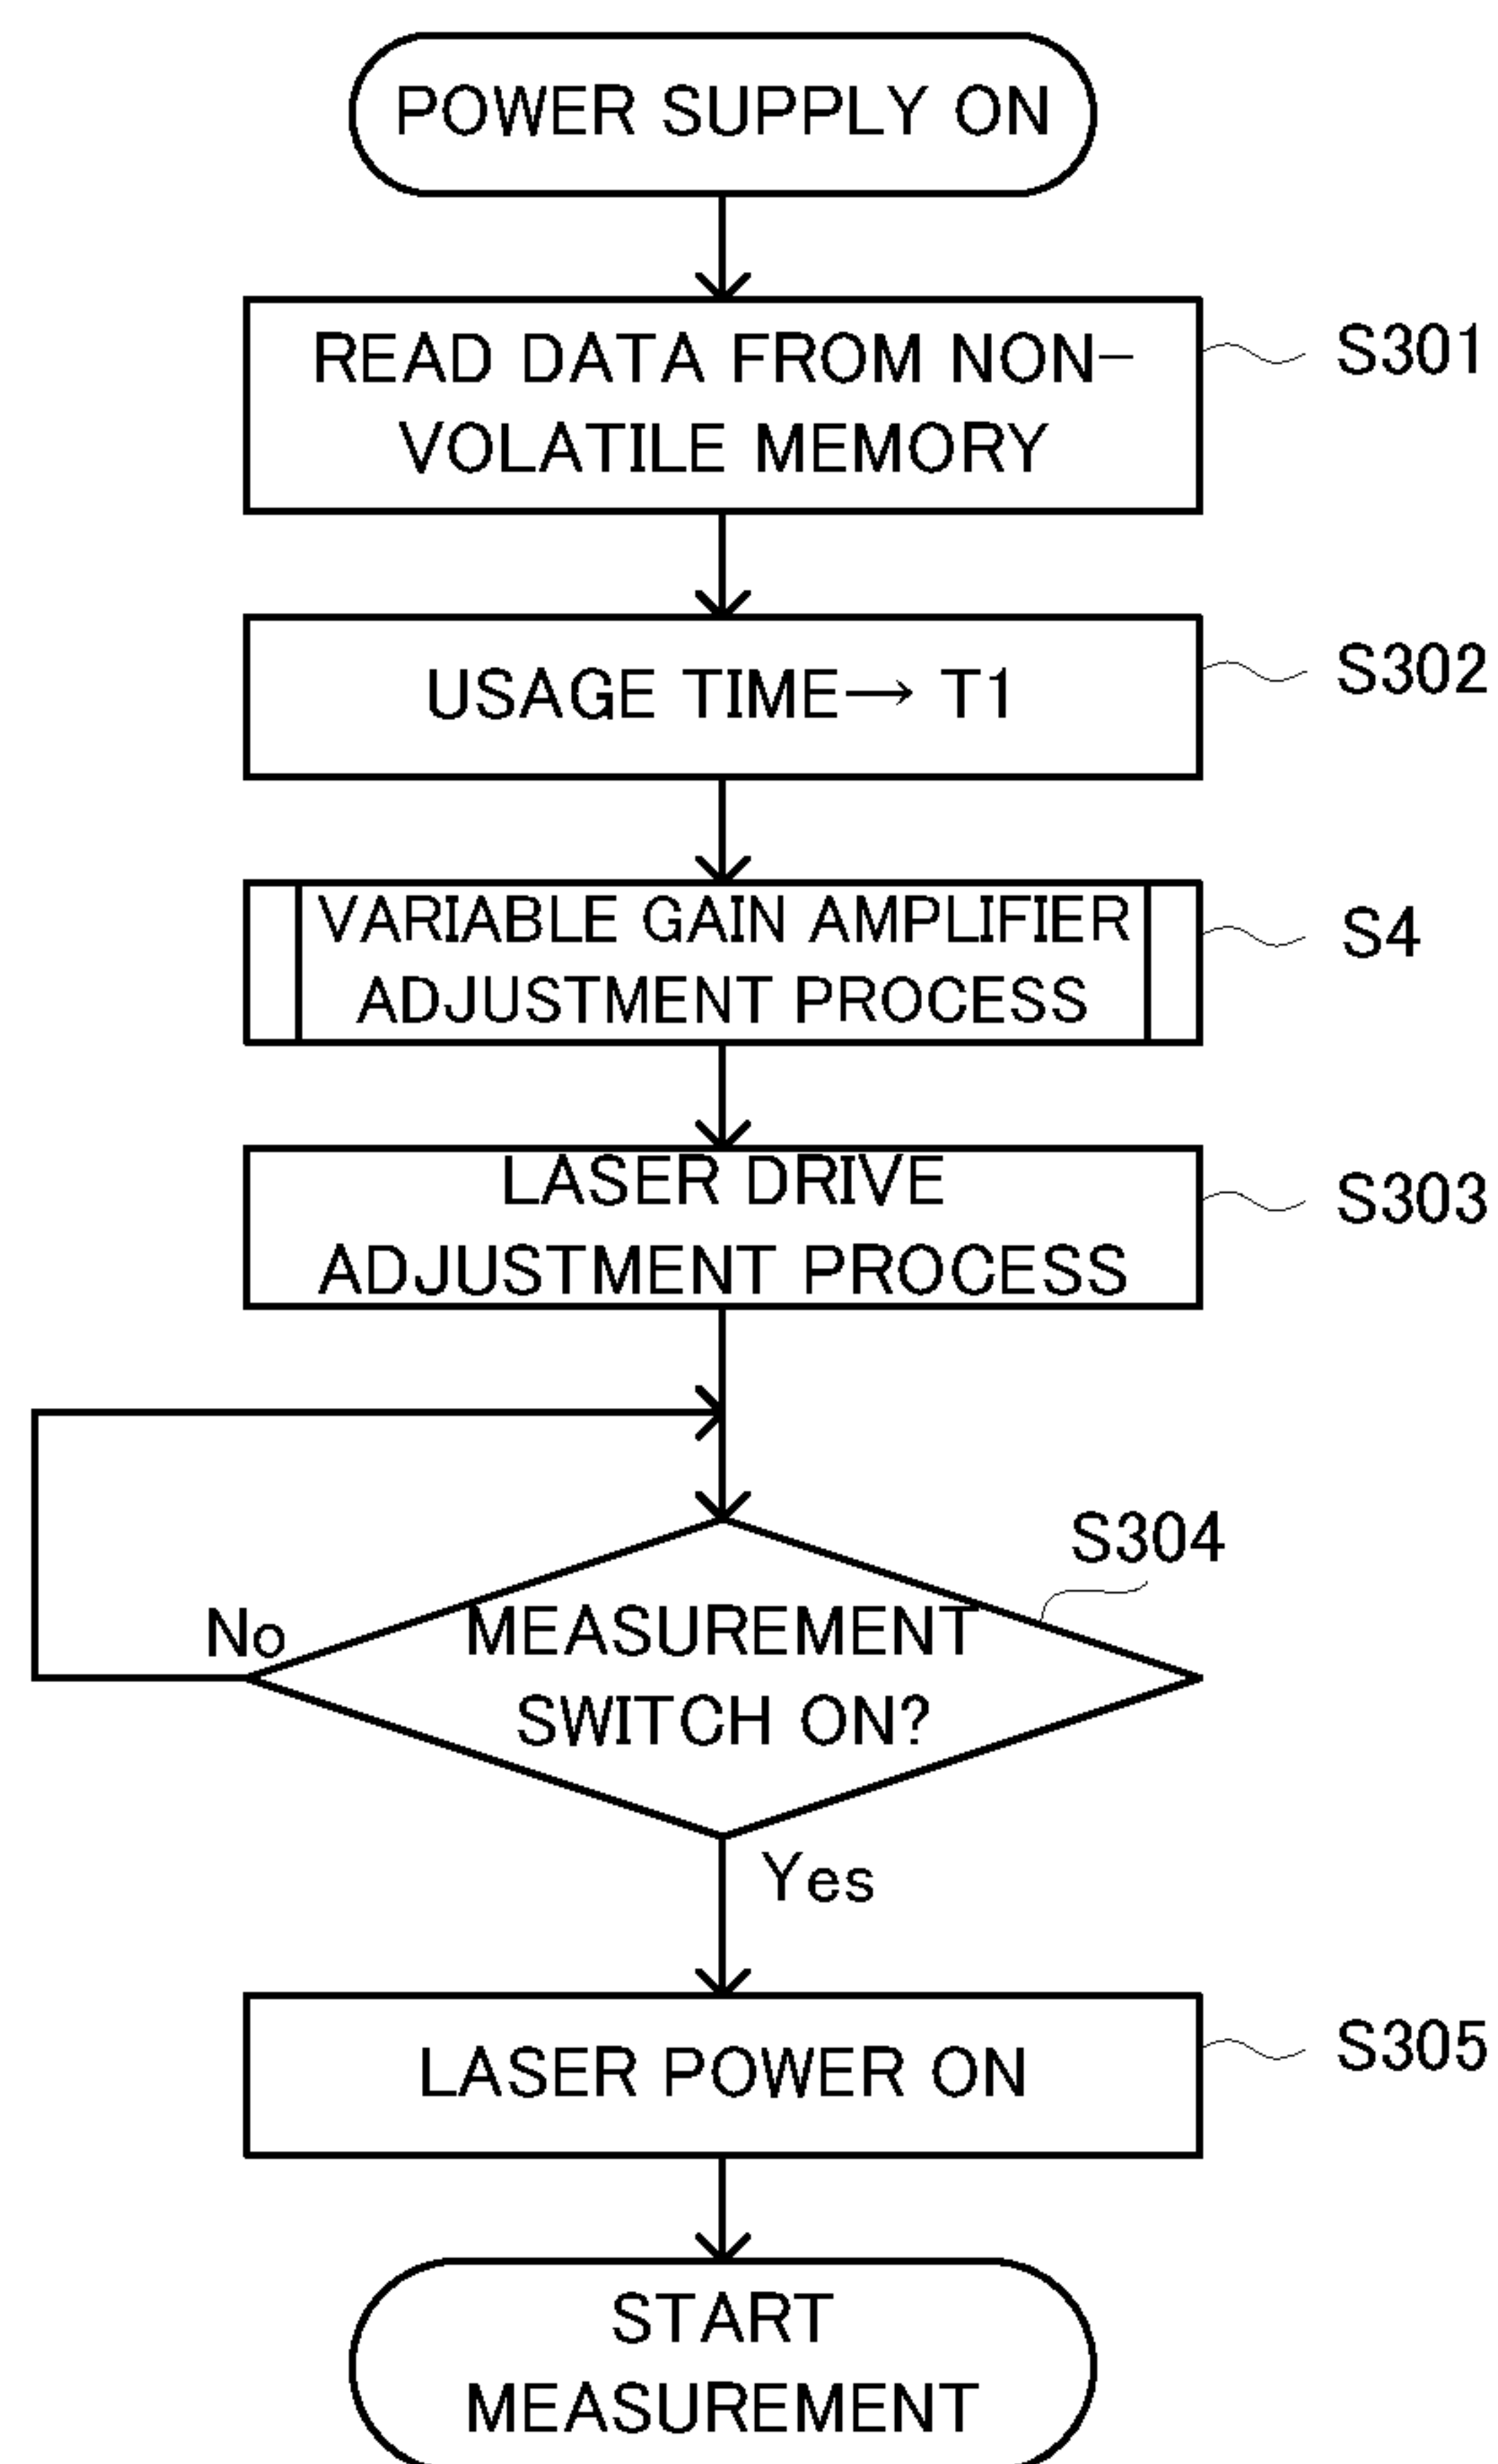 POWER SUPPLY ON
READ DATA FROM NON-
VOLATILE MEMORY
S301
USAGE TIME→ T1
S302
VARIABLE GAIN AMPLIFIER
ADJUSTMENT PROCESS
S4
LASER DRIVE
ADJUSTMENT PROCESS
S303
S304
No
MEASUREMENT
SWITCH ON?
Yes
LASER POWER ON
S305
START
MEASUREMENT